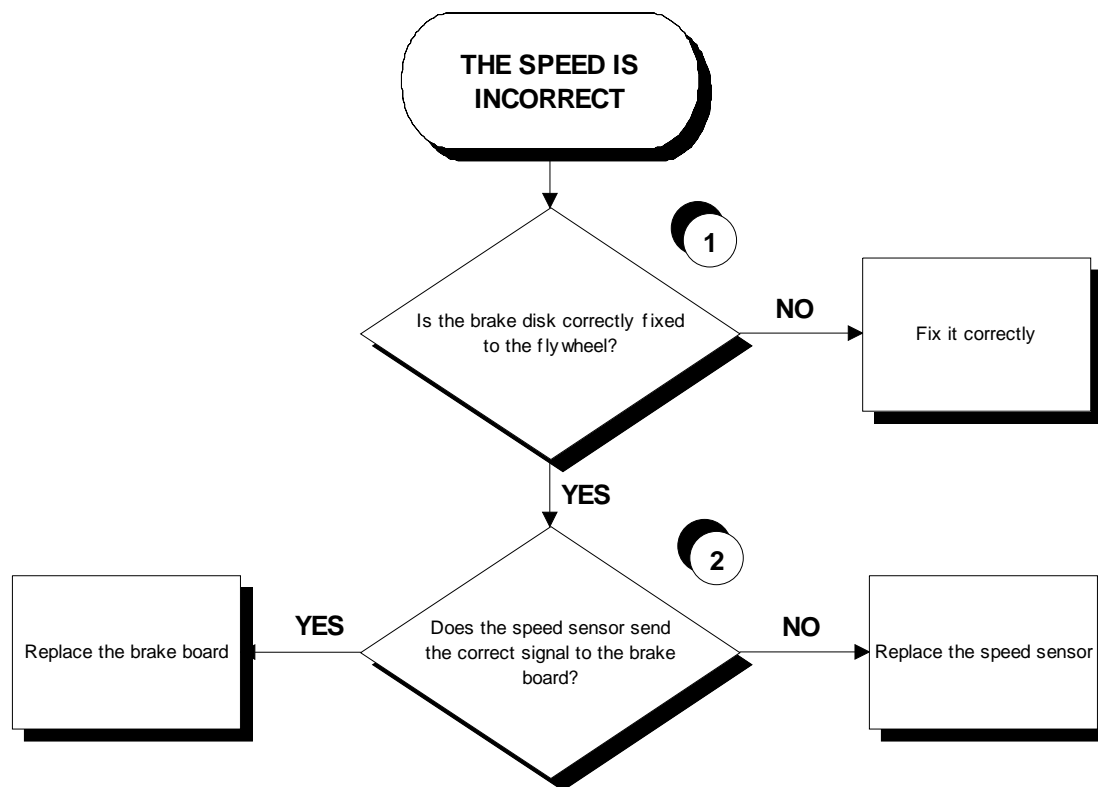 THE SPEED IS
INCORRECT
1
Is the brake disk correctly fixed
to the flywheel?
NO
Fix it correctly
YES
2
Does the speed sensor send
the correct signal to the brake
board?
YES
Replace the brake board
NO
Replace the speed sensor